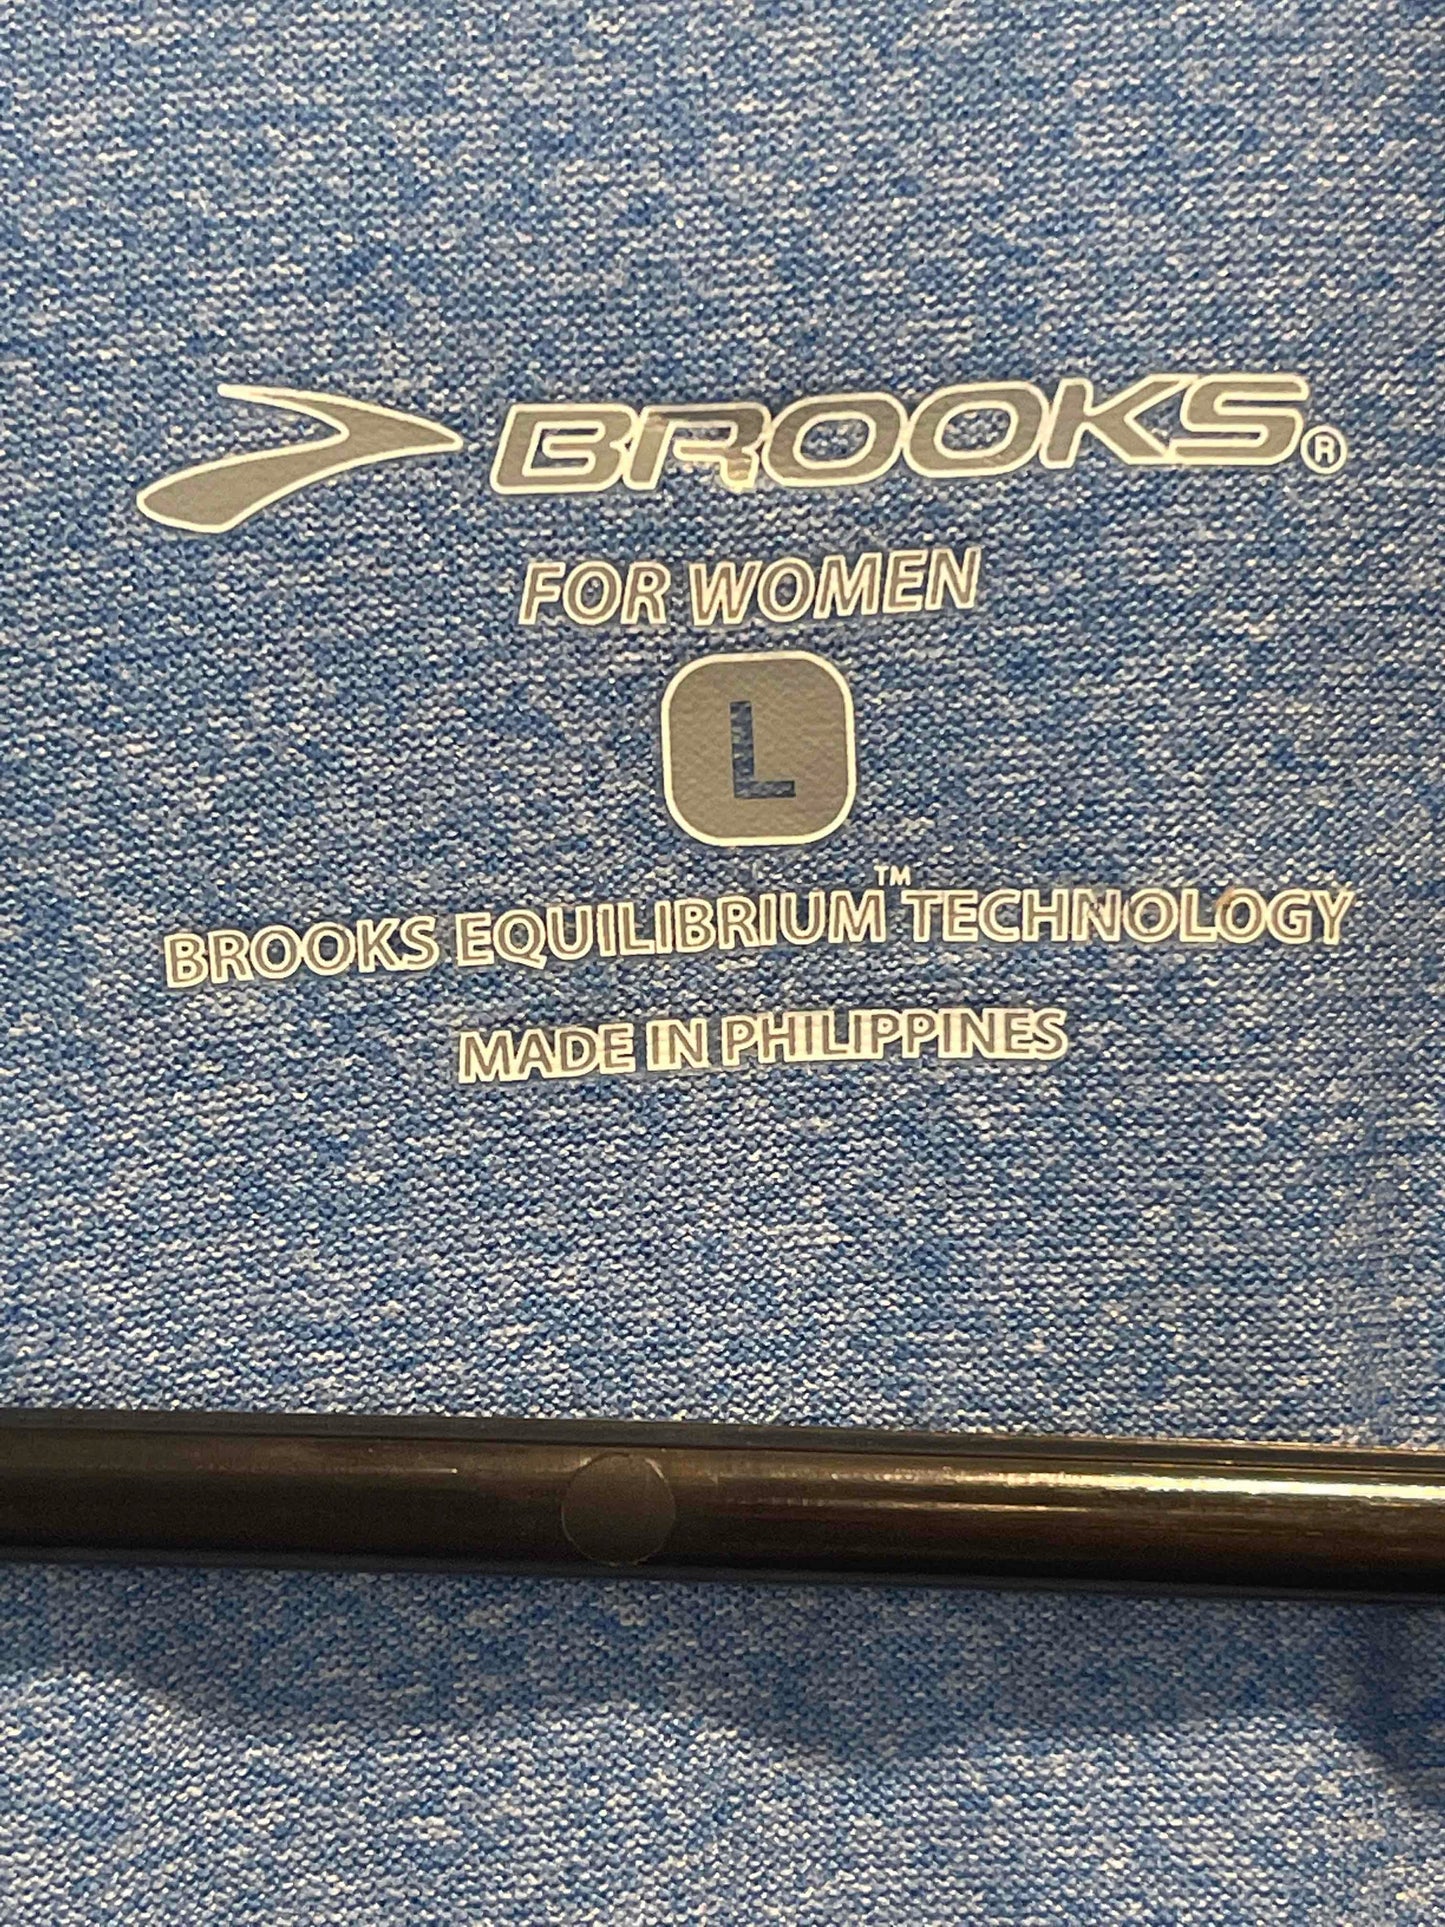 BROOKS®
FOR WOMEN
L
BROOKS EQUILIBRIUM™ TECHNOLOGY
MADE IN PHILIPPINES